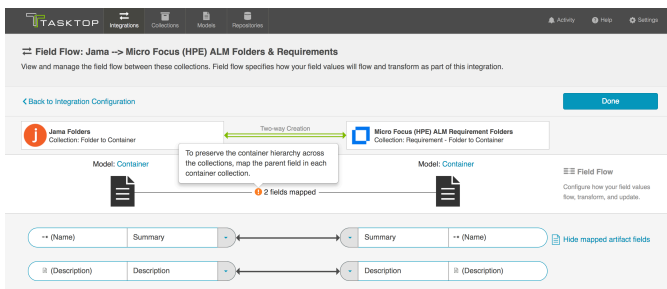 TASKTOP
Integrations
Collections
Models
Repositories
Activity
Help
Settings
Field Flow: Jama --> Micro Focus (HPE) ALM Folders & Requirements
View and manage the field flow between these collections. Field flow specifies how your field values will flow and transform as part of this integration.
Back to Integration Configuration
Done
Jama Folders
Collection: Folder to Container
Two-way Creation
Micro Focus (HPE) ALM Requirement Folders
Collection: Requirement - Folder to Container
To preserve the container hierarchy across
the collections, map the parent field in each
container collection.
Model: Container
Model: Container
2 fields mapped
Field Flow
Configure how your field values
flow, transform, and update.
(Name)
Summary
Summary
(Name)
Hide mapped artifact fields
(Description)
Description
Description
(Description)